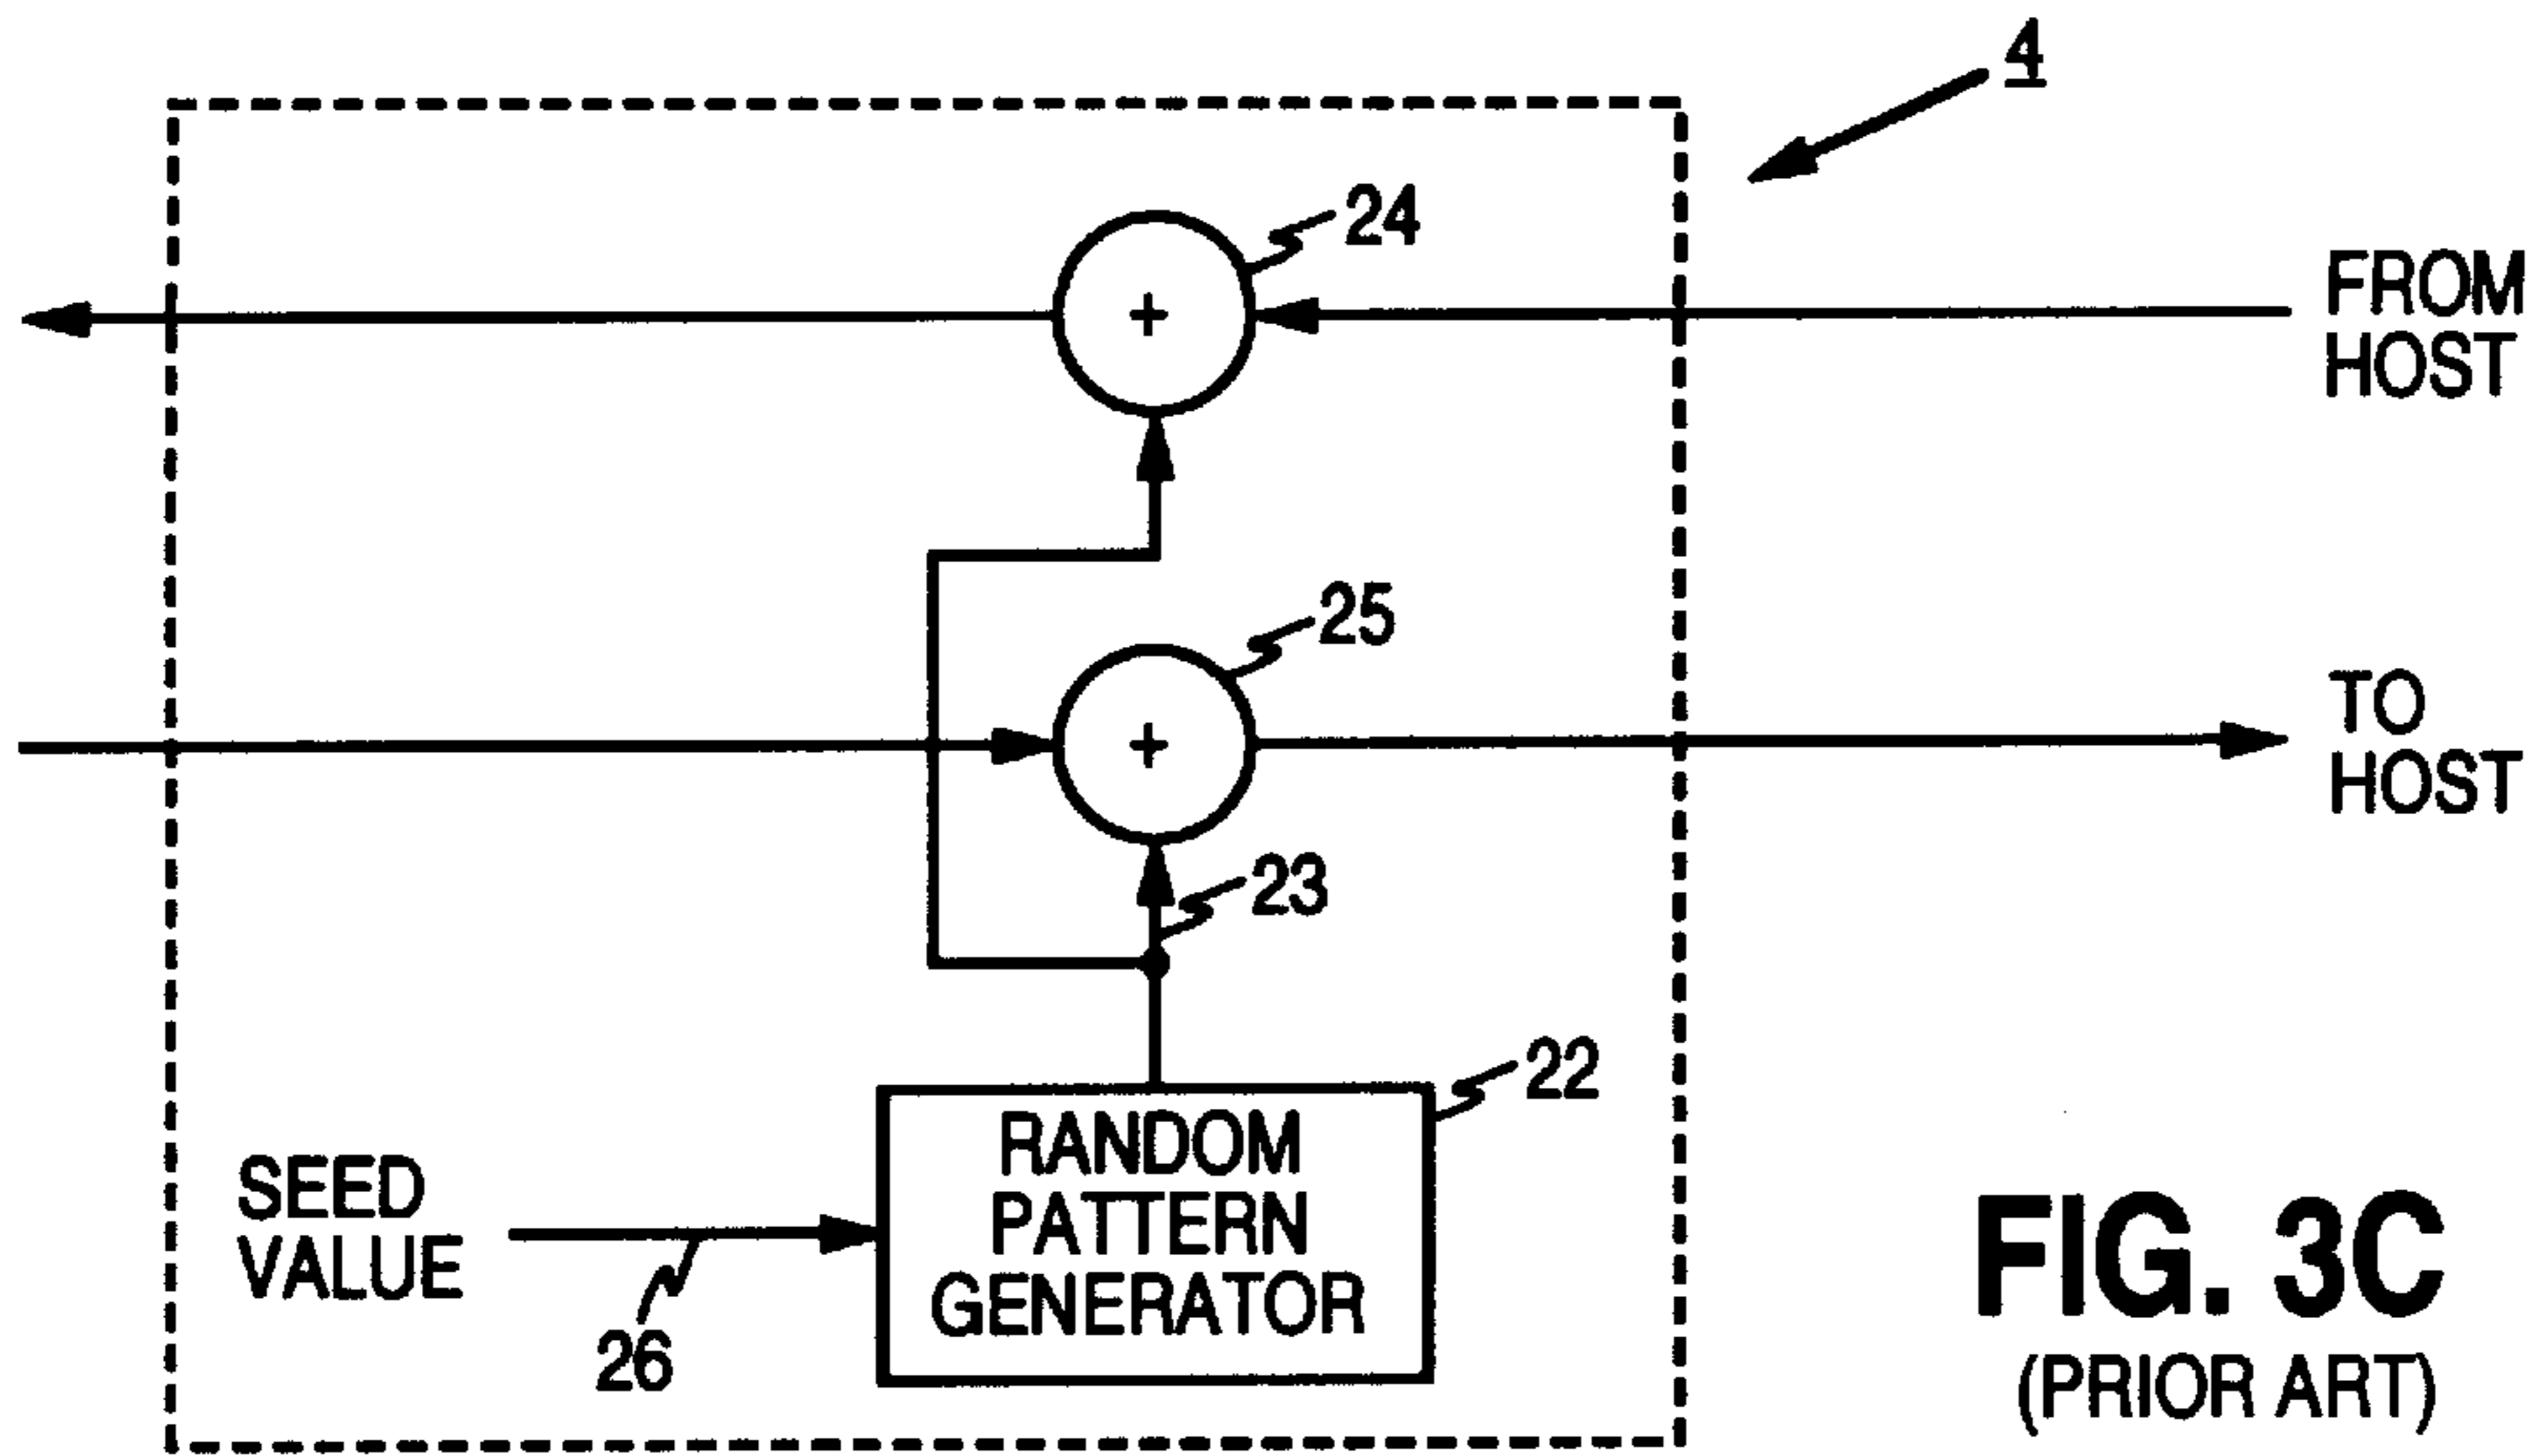 4
24
+
FROM
HOST
25
+
TO
HOST
23
22
RANDOM
PATTERN
GENERATOR
SEED
VALUE
26
FIG. 3C
(PRIOR ART)